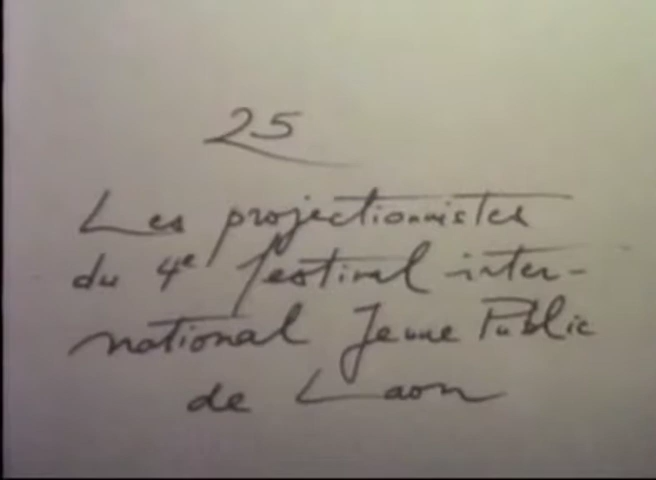 25
Les projectionnistes
du 4e festival inter-
national Jeune Public
de Laon